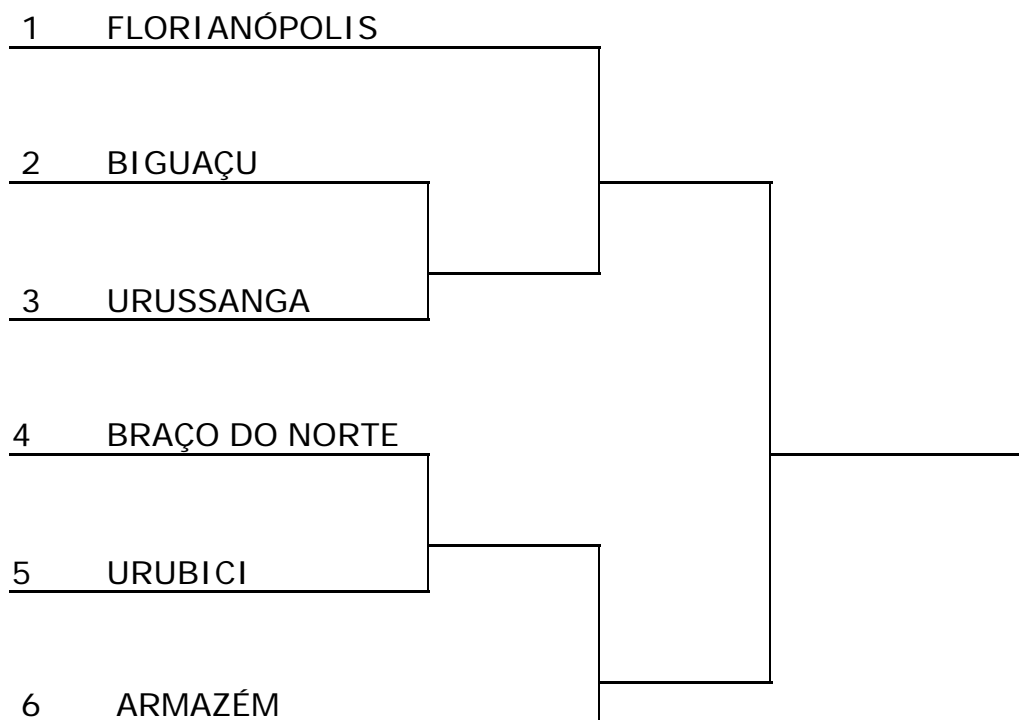 1 FLORIANÓPOLIS
2 BIGUAÇU
3 URUSSANGA
4 BRAÇO DO NORTE
5 URUBICI
6 ARMAZÉM